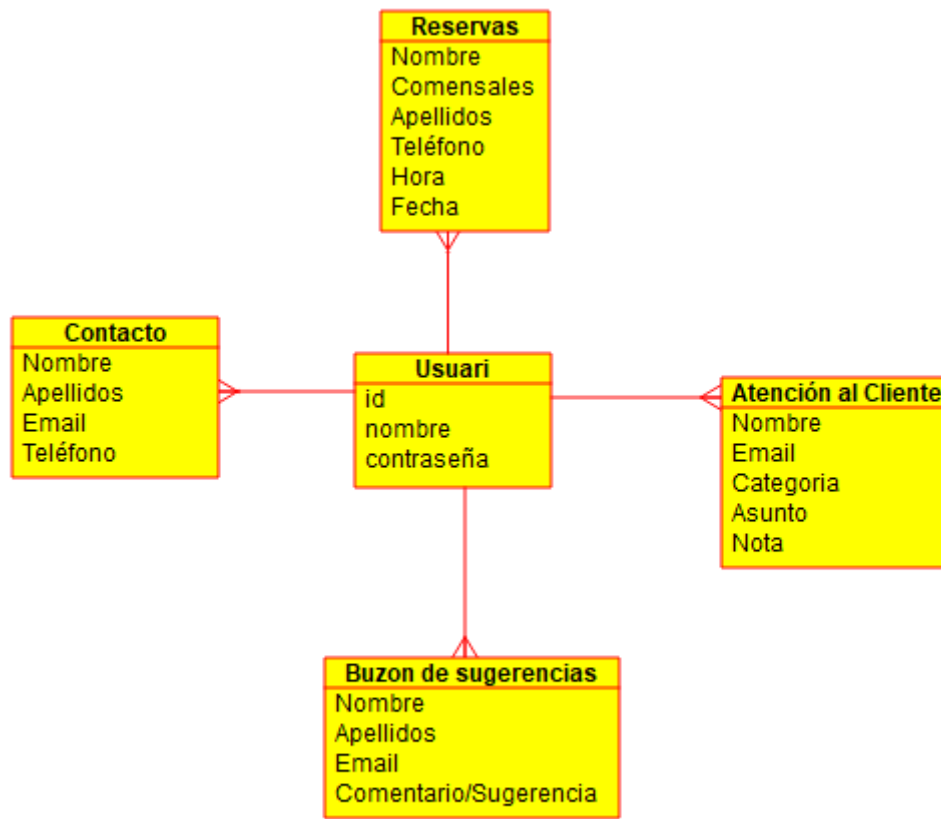 Reservas
Nombre
Comensales
Apellidos
Teléfono
Hora
Fecha
Contacto
Nombre
Apellidos
Email
Teléfono
Usuari
id
nombre
contraseña
Atención al Cliente
Nombre
Email
Categoria
Asunto
Nota
Buzon de sugerencias
Nombre
Apellidos
Email
Comentario/Sugerencia